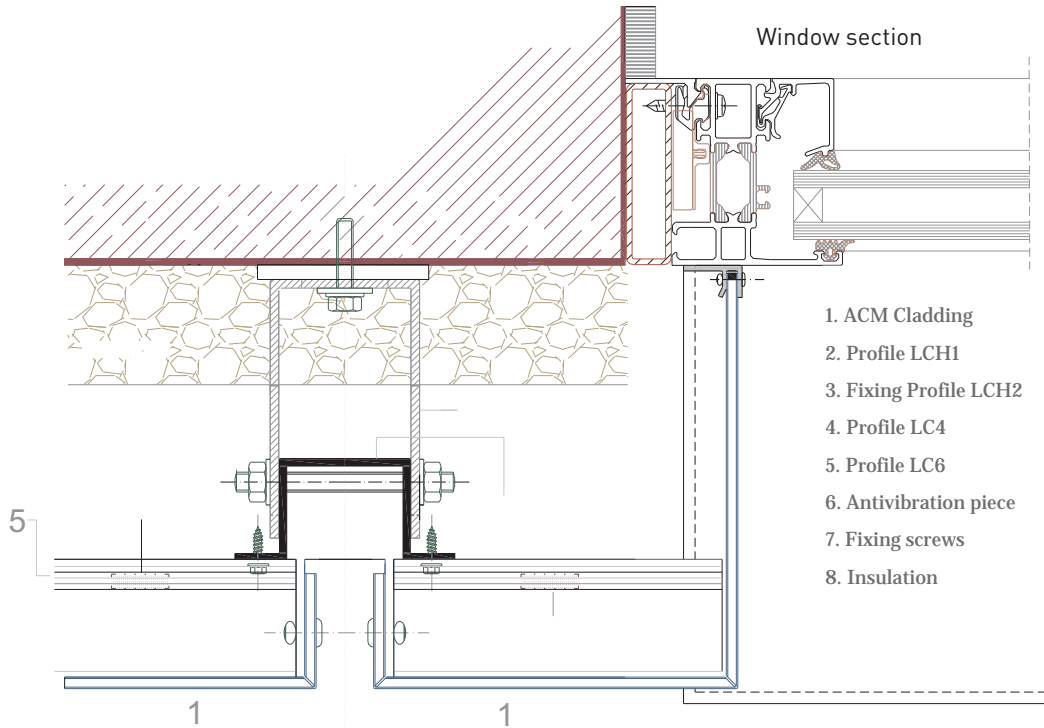 Window section
1. ACM Cladding
2. Profile LCH1
3. Fixing Profile LCH2
4. Profile LC4
5. Profile LC6
6. Antivibration piece
7. Fixing screws
8. Insulation
5
1
1